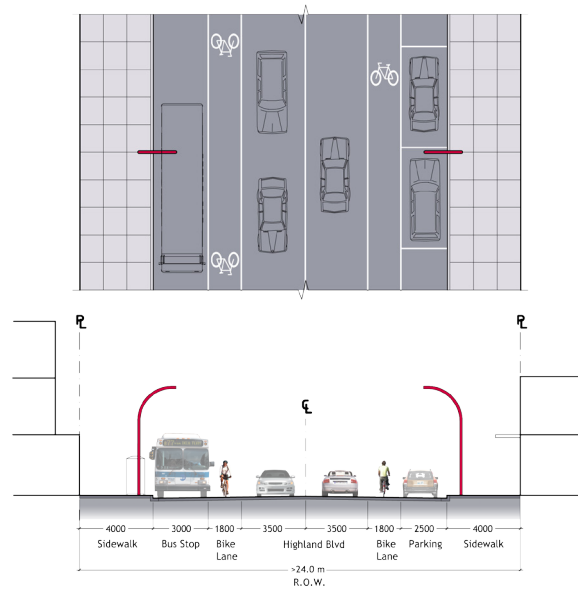 PL
PL
CL
4000 3000 1800 3500 3500 1800 2500 4000
Sidewalk Bus Stop Bike Highland Blvd Bike Parking Sidewalk
Lane Lane
>24.0 m
R.O.W.